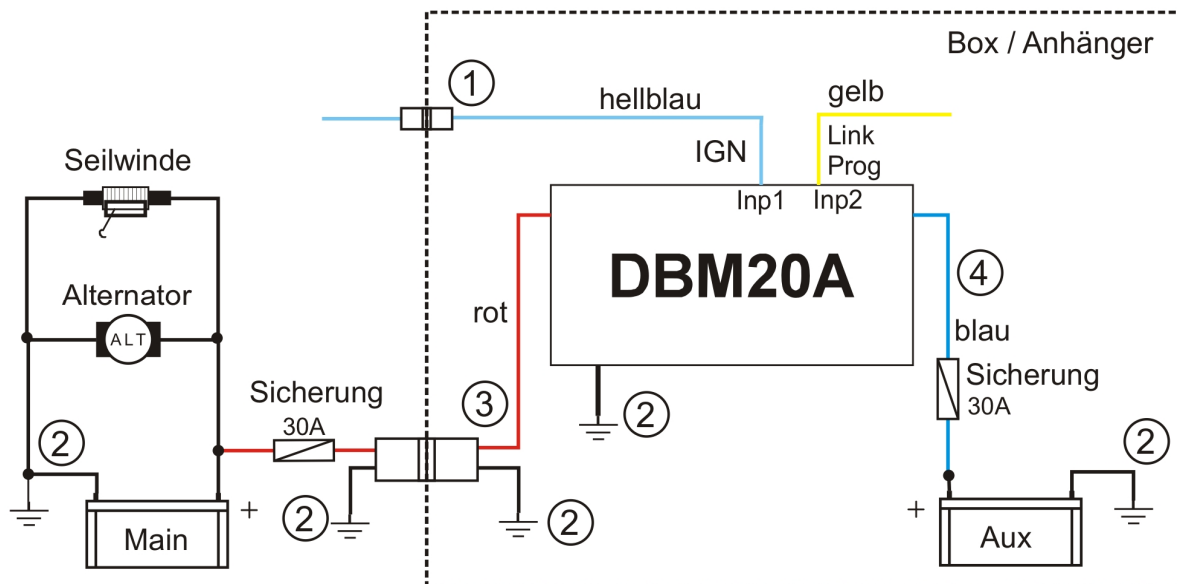 Box / Anhänger
1
hellblau
gelb
IGN
Link
Prog
Seilwinde
Inp1
Inp2
DBM20A
4
Alternator
ALT
rot
blau
Sicherung
30A
3
Sicherung
30A
2
2
2
+
Main
2
2
+
Aux